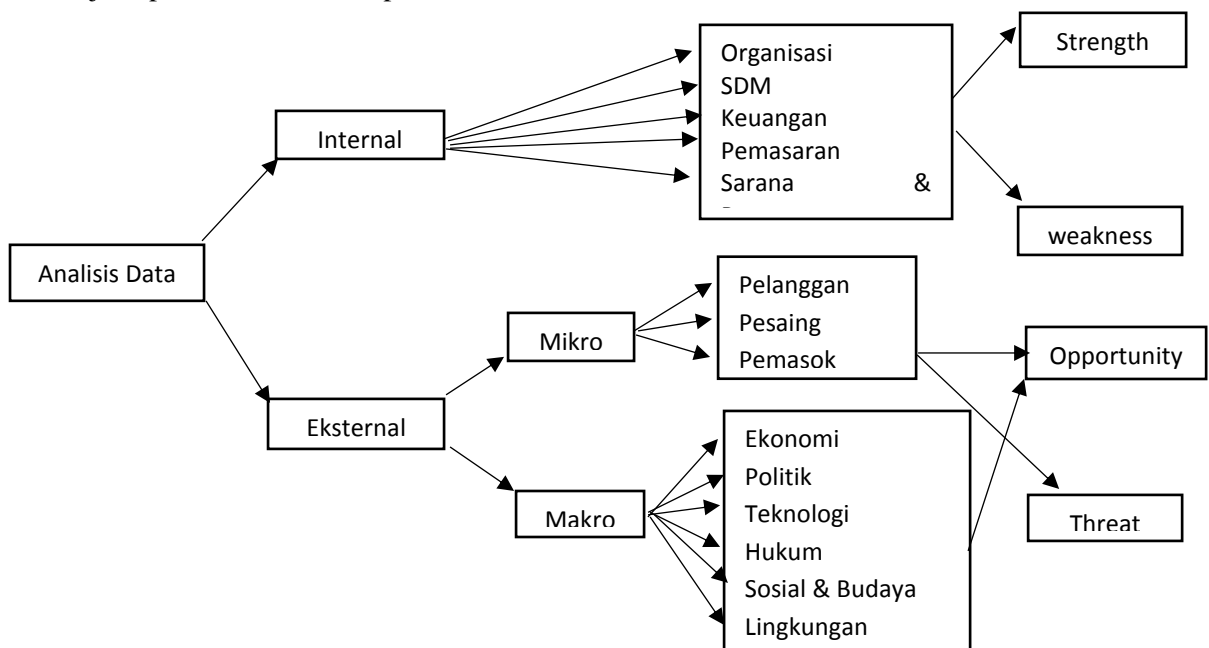 Analisis Data
Internal
Eksternal
Organisasi
SDM
Keuangan
Pemasaran
Sarana &
Mikro
Makro
Pelanggan
Pesaing
Pemasok
Ekonomi
Politik
Teknologi
Hukum
Sosial & Budaya
Lingkungan
Strength
weakness
Opportunity
Threat